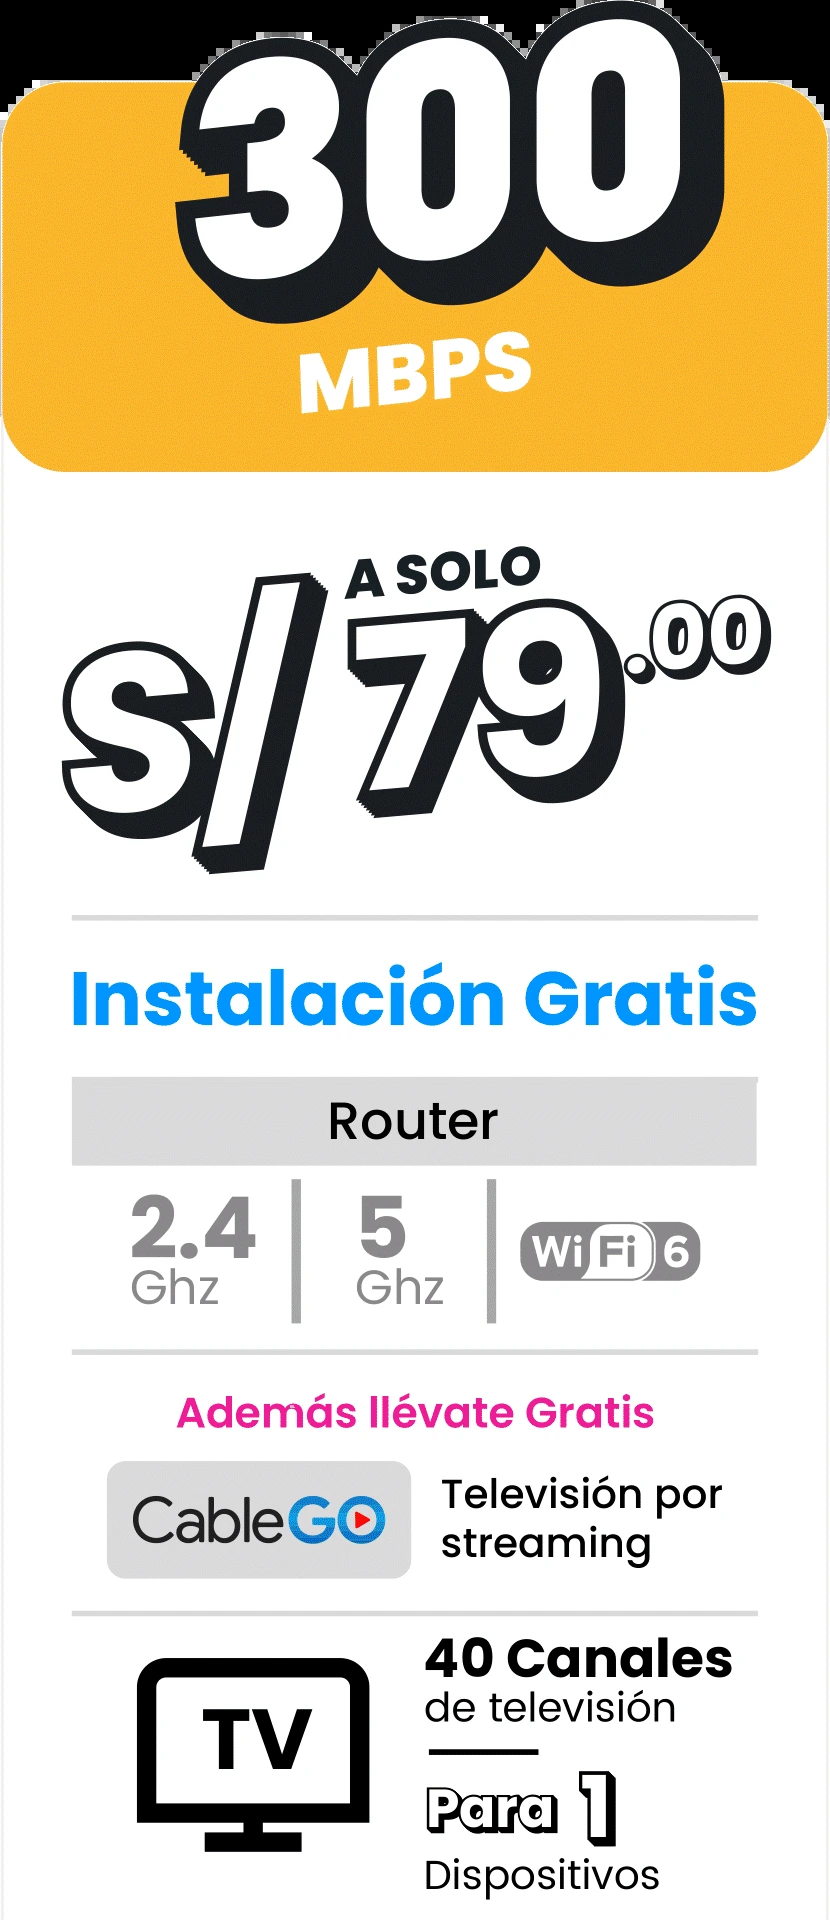 300
MBPS
A SOLO
S/ 79.00
Instalación Gratis
Router
2.4 Ghz
5 Ghz
WiFi 6
Además llévate Gratis
CableGO
Televisión por
streaming
TV
40 Canales
de televisión
Para 1
Dispositivos